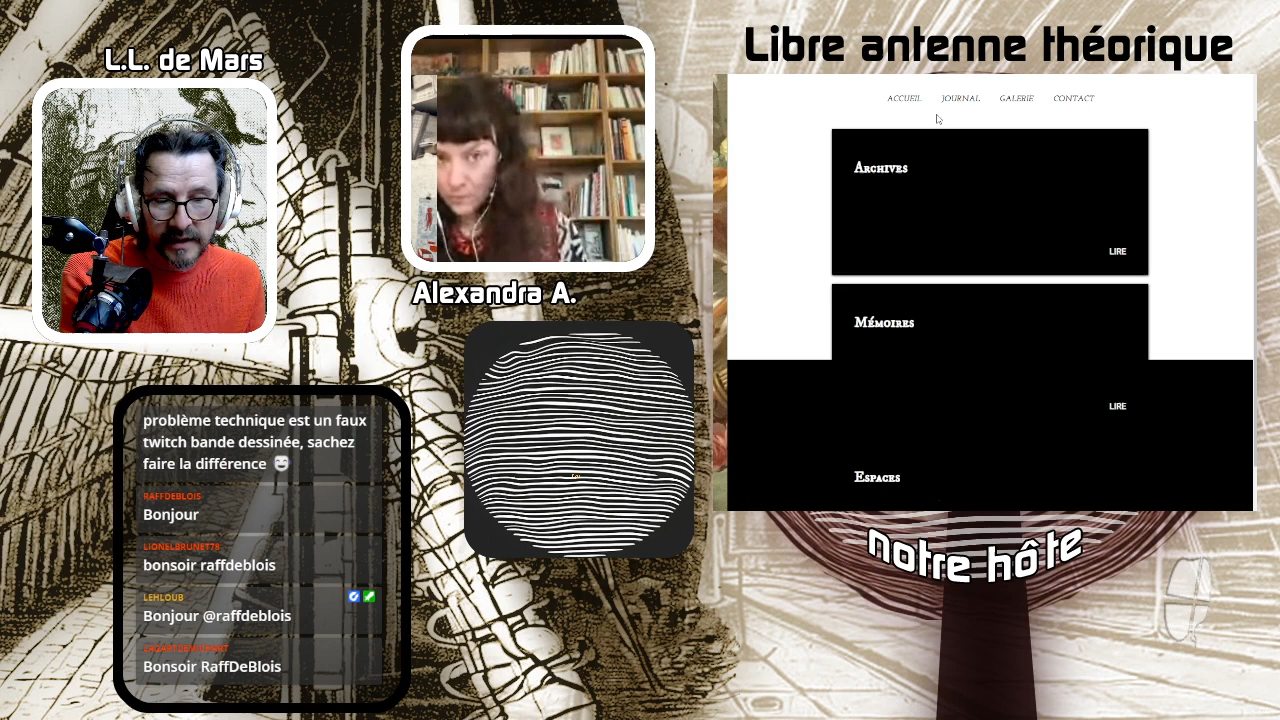 L.L. de Mars
Alexandra A.
Libre antenne théorique
ACCUEIL JOURNAL GALERIE CONTACT
Archives
LIRE
Mémoires
LIRE
Espaces
notre hôte
problème technique est un faux
twitch bande dessinée, sachez
faire la différence
RAFFDEBLOIS
Bonjour
LIONELBRUNET78
bonsoir raffdeblois
LEHLOUB
Bonjour @raffdeblois
Bonsoir RaffDeBlois